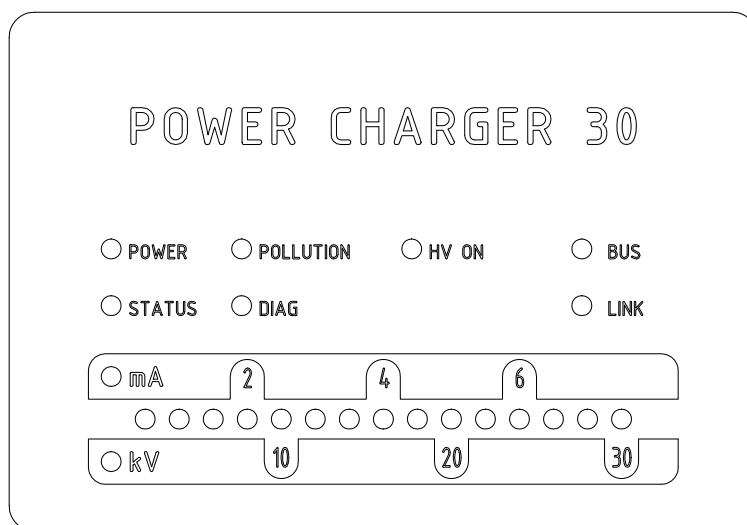 POWER CHARGER 30
POWER POLLUTION HV ON BUS
STATUS DIAG LINK
mA 2 4 6
kV 10 20 30